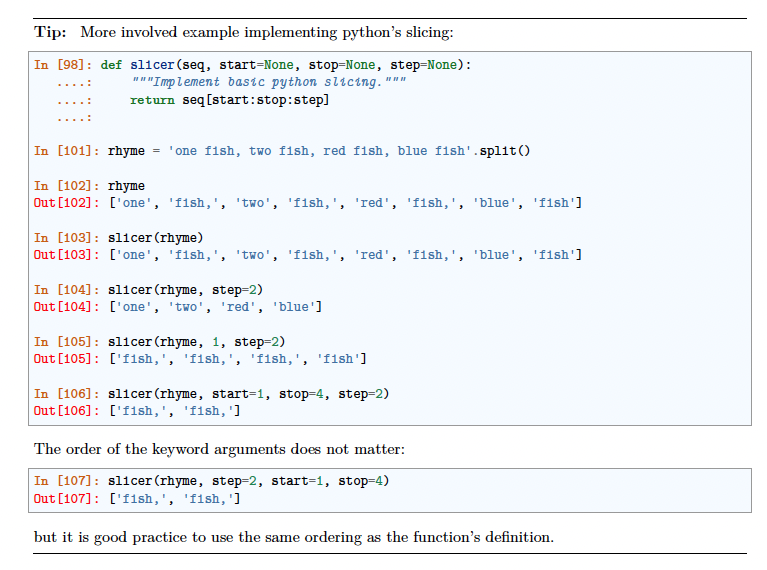 Tip: More involved example implementing python's slicing:
In [98]: def slicer(seq, start=None, stop=None, step=None):
....: """Implement basic python slicing."""
....: return seq[start:stop:step]
....:
In [101]: rhyme = 'one fish, two fish, red fish, blue fish'.split()
In [102]: rhyme
Out[102]: ['one', 'fish,', 'two', 'fish,', 'red', 'fish,', 'blue', 'fish']
In [103]: slicer(rhyme)
Out[103]: ['one', 'fish,', 'two', 'fish,', 'red', 'fish,', 'blue', 'fish']
In [104]: slicer(rhyme, step=2)
Out[104]: ['one', 'two', 'red', 'blue']
In [105]: slicer(rhyme, 1, step=2)
Out[105]: ['fish,', 'fish,', 'fish,', 'fish']
In [106]: slicer(rhyme, start=1, stop=4, step=2)
Out[106]: ['fish,', 'fish,']
The order of the keyword arguments does not matter:
In [107]: slicer(rhyme, step=2, start=1, stop=4)
Out[107]: ['fish,', 'fish,']
but it is good practice to use the same ordering as the function's definition.